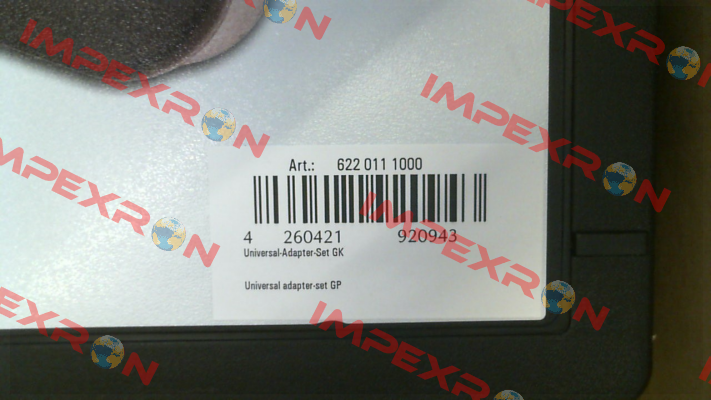 Art.: 622 011 1000
4 260421 920943
Universal-Adapter-Set GK
Universal adapter-set GP
IMPEXRON
IMPEXRON
IMPEXRON
IMPEXRON
IMPEXRON
IMPEXRON